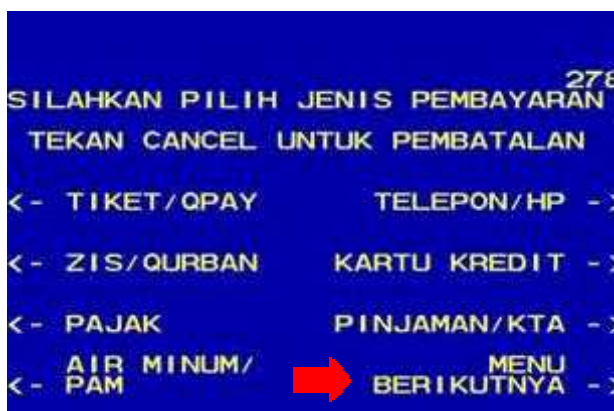 278
SILAHKAN PILIH JENIS PEMBAYARAN
TEKAN CANCEL UNTUK PEMBATALAN
<- TIKET/QPAY TELEPON/HP ->
<- ZIS/QURBAN KARTU KREDIT ->
<- PAJAK PINJAMAN/KTA ->
AIR MINUM/ MENU
<- PAM BERIKUTNYA ->